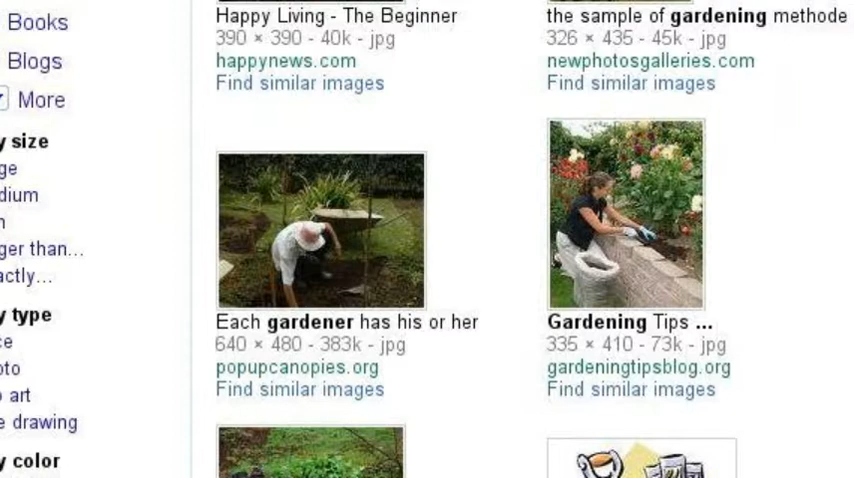 Books
Blogs
More
y size
ge
dium
n
ger than...
actly...
y type
ce
oto
o art
e drawing
y color
Happy Living - The Beginner
390 × 390 - 40k - jpg
happynews.com
Find similar images
the sample of gardening methode
326 × 435 - 45k - jpg
newphotosgalleries.com
Find similar images
Each gardener has his or her
640 × 480 - 383k - jpg
popupcanopies.org
Find similar images
Gardening Tips ...
335 × 410 - 73k - jpg
gardeningtipsblog.org
Find similar images